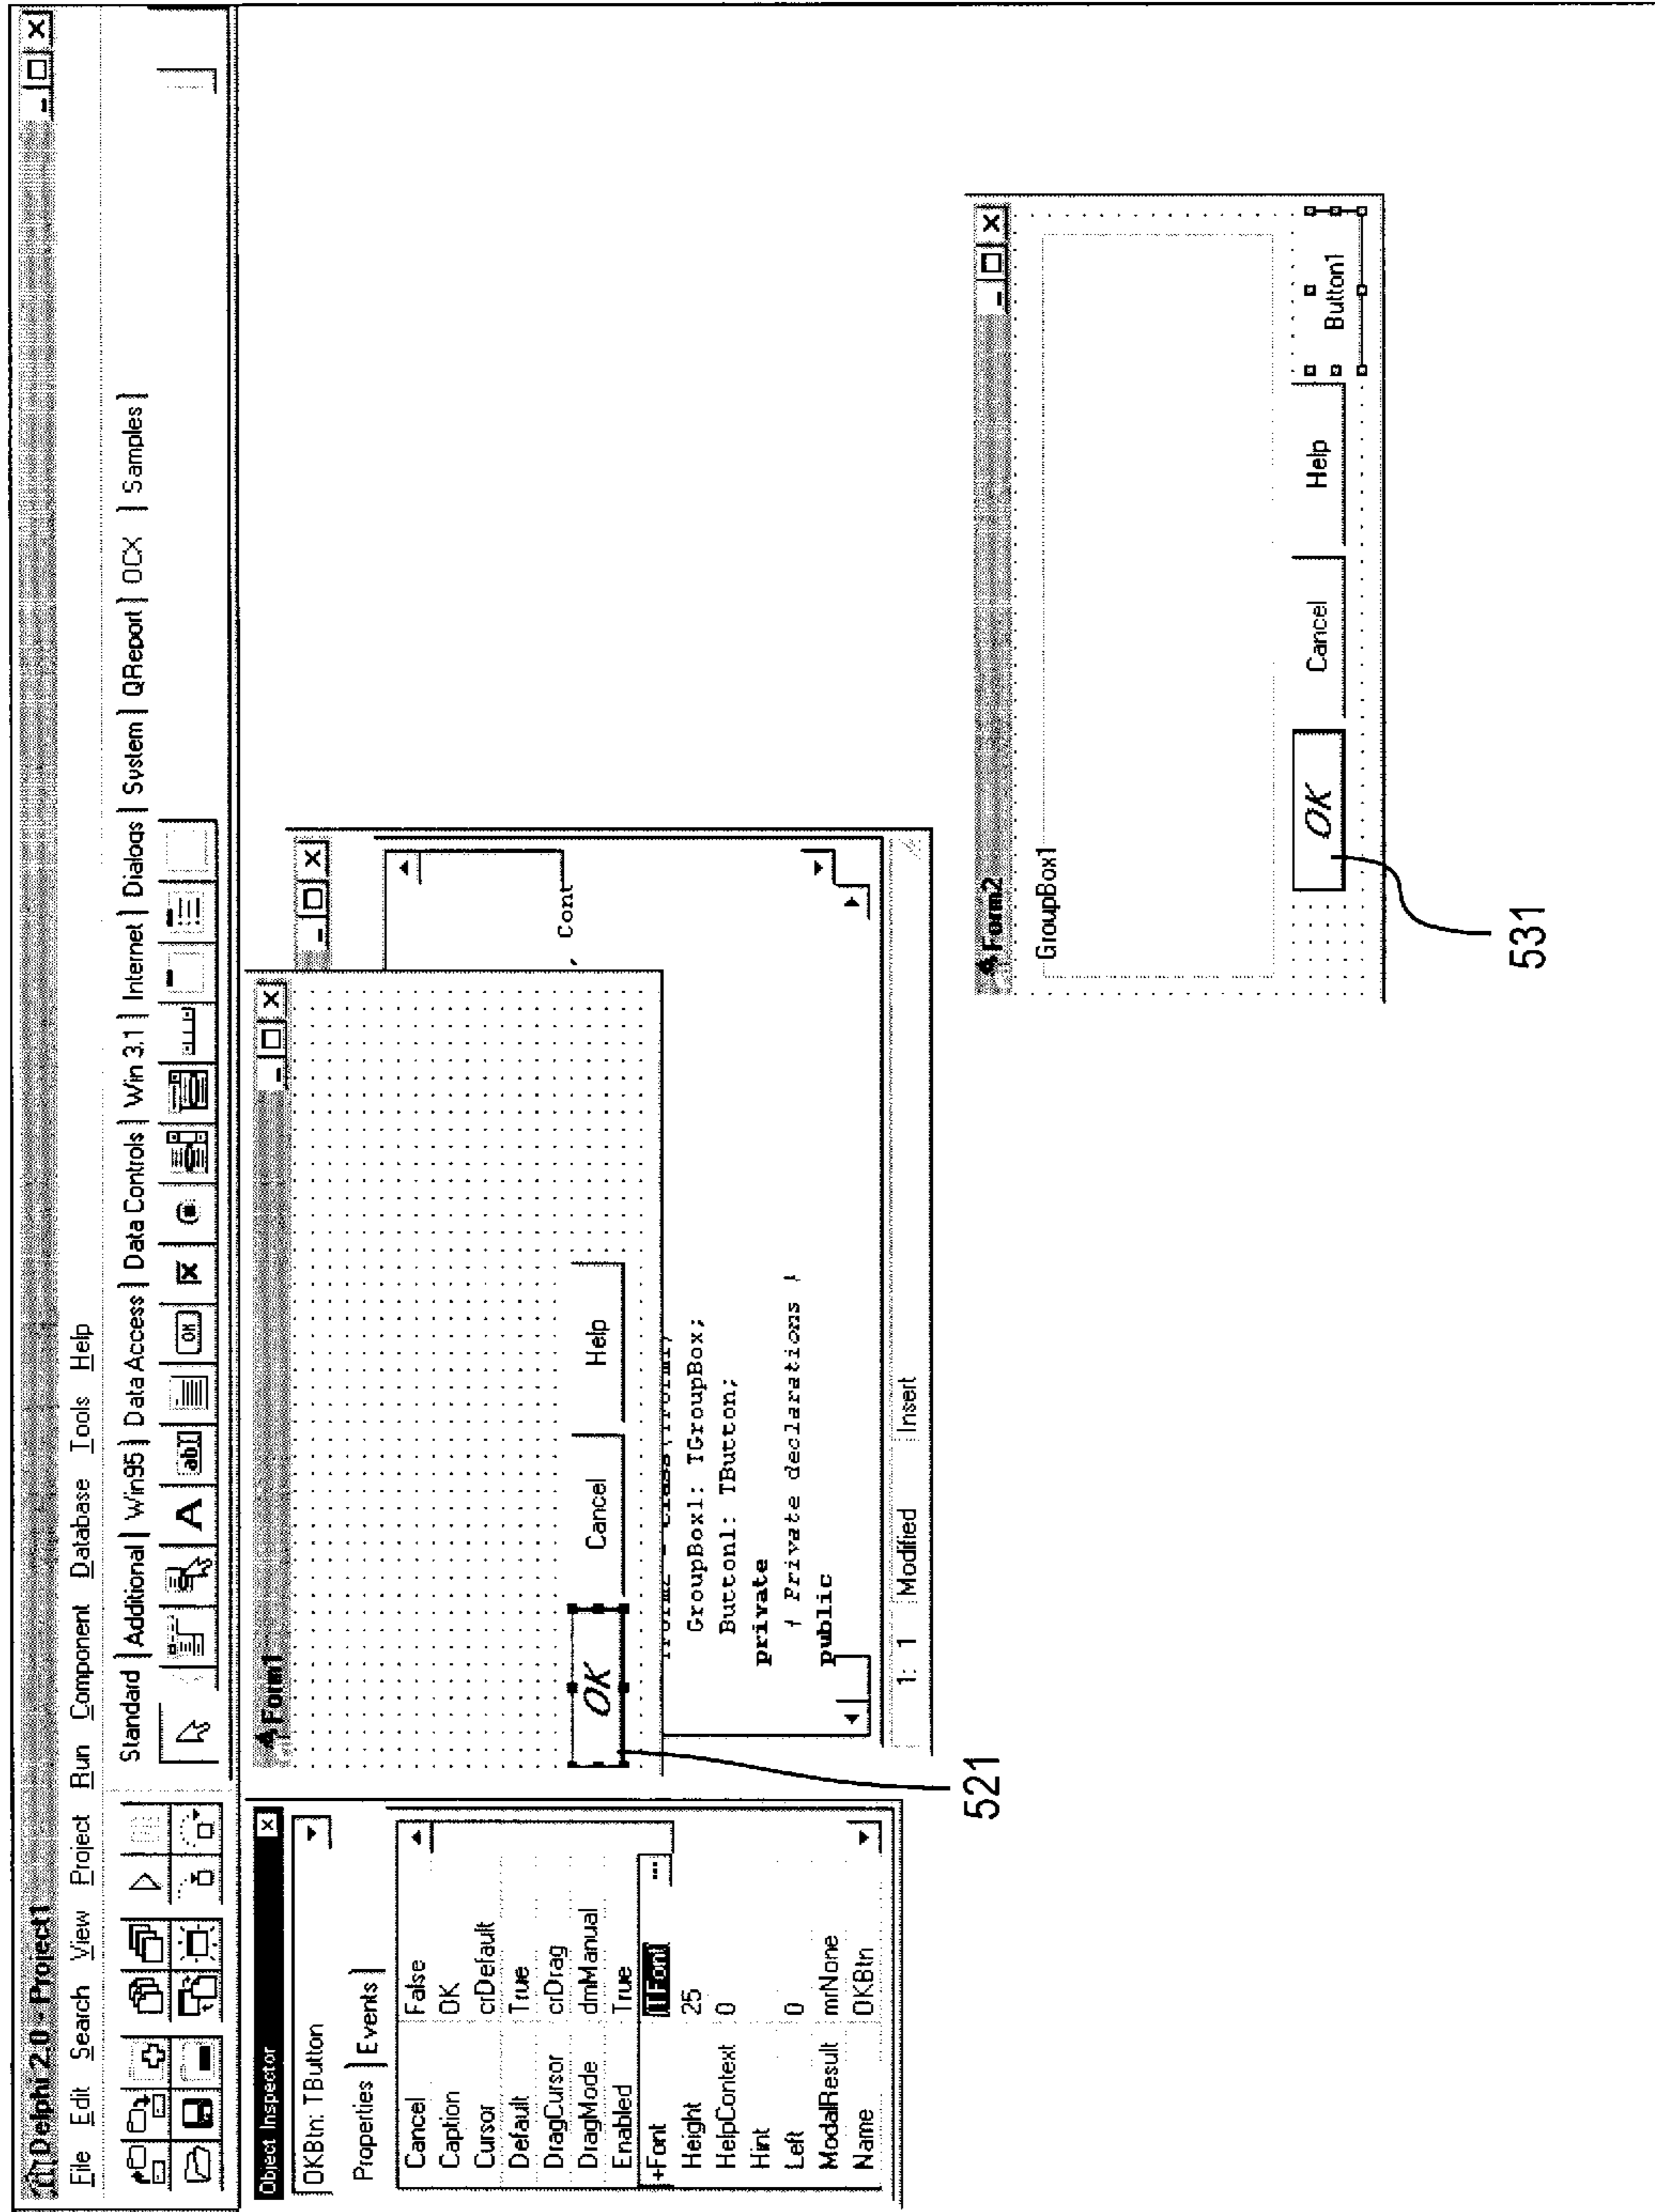 Delphi 2.0 - Project1
File Edit Search View Project Run Component Database Tools Help
Standard Additional Win95 Data Access Data Controls Win 3.1 Internet Dialogs System QReport OCX Samples
A
ab
OK
Object Inspector
OKBtn: TButton
Properties Events
Cancel False
Caption OK
Cursor crDefault
Default True
DragCursor crDrag
DragMode dmManual
Enabled True
+Font (TFont) ...
Height 25
HelpContext 0
Hint
Left 0
ModalResult mrNone
Name OKBtn
Form1
OK
Cancel
Help
, Cont
GroupBox1: TGroupBox;
Button1: TButton;
private
{ Private declarations }
public
1: 1 Modified Insert
521
Form2
GroupBox1
OK
Cancel
Help
Button1
531